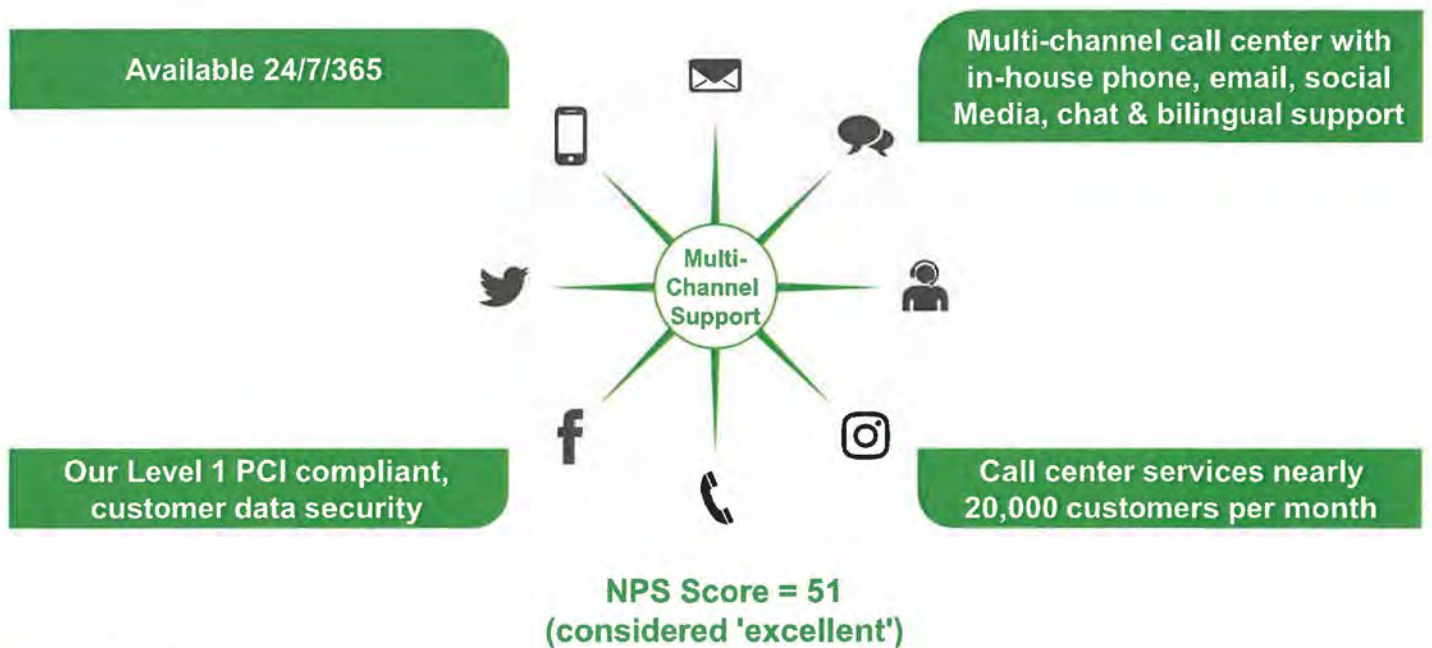 Available 24/7/365
Multi-channel call center with
in-house phone, email, social
Media, chat & bilingual support
Multi-
Channel
Support
Our Level 1 PCI compliant,
customer data security
Call center services nearly
20,000 customers per month
NPS Score = 51
(considered 'excellent')